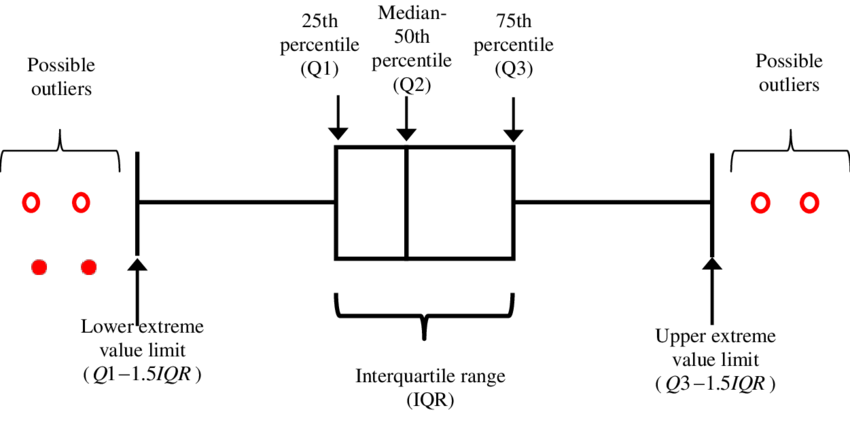 25th
percentile
(Q1)
Median-
50th
percentile
(Q2)
75th
percentile
(Q3)
Possible
outliers
Possible
outliers
Lower extreme
value limit
( Q1−1.5IQR )
Interquartile range
(IQR)
Upper extreme
value limit
( Q3−1.5IQR )